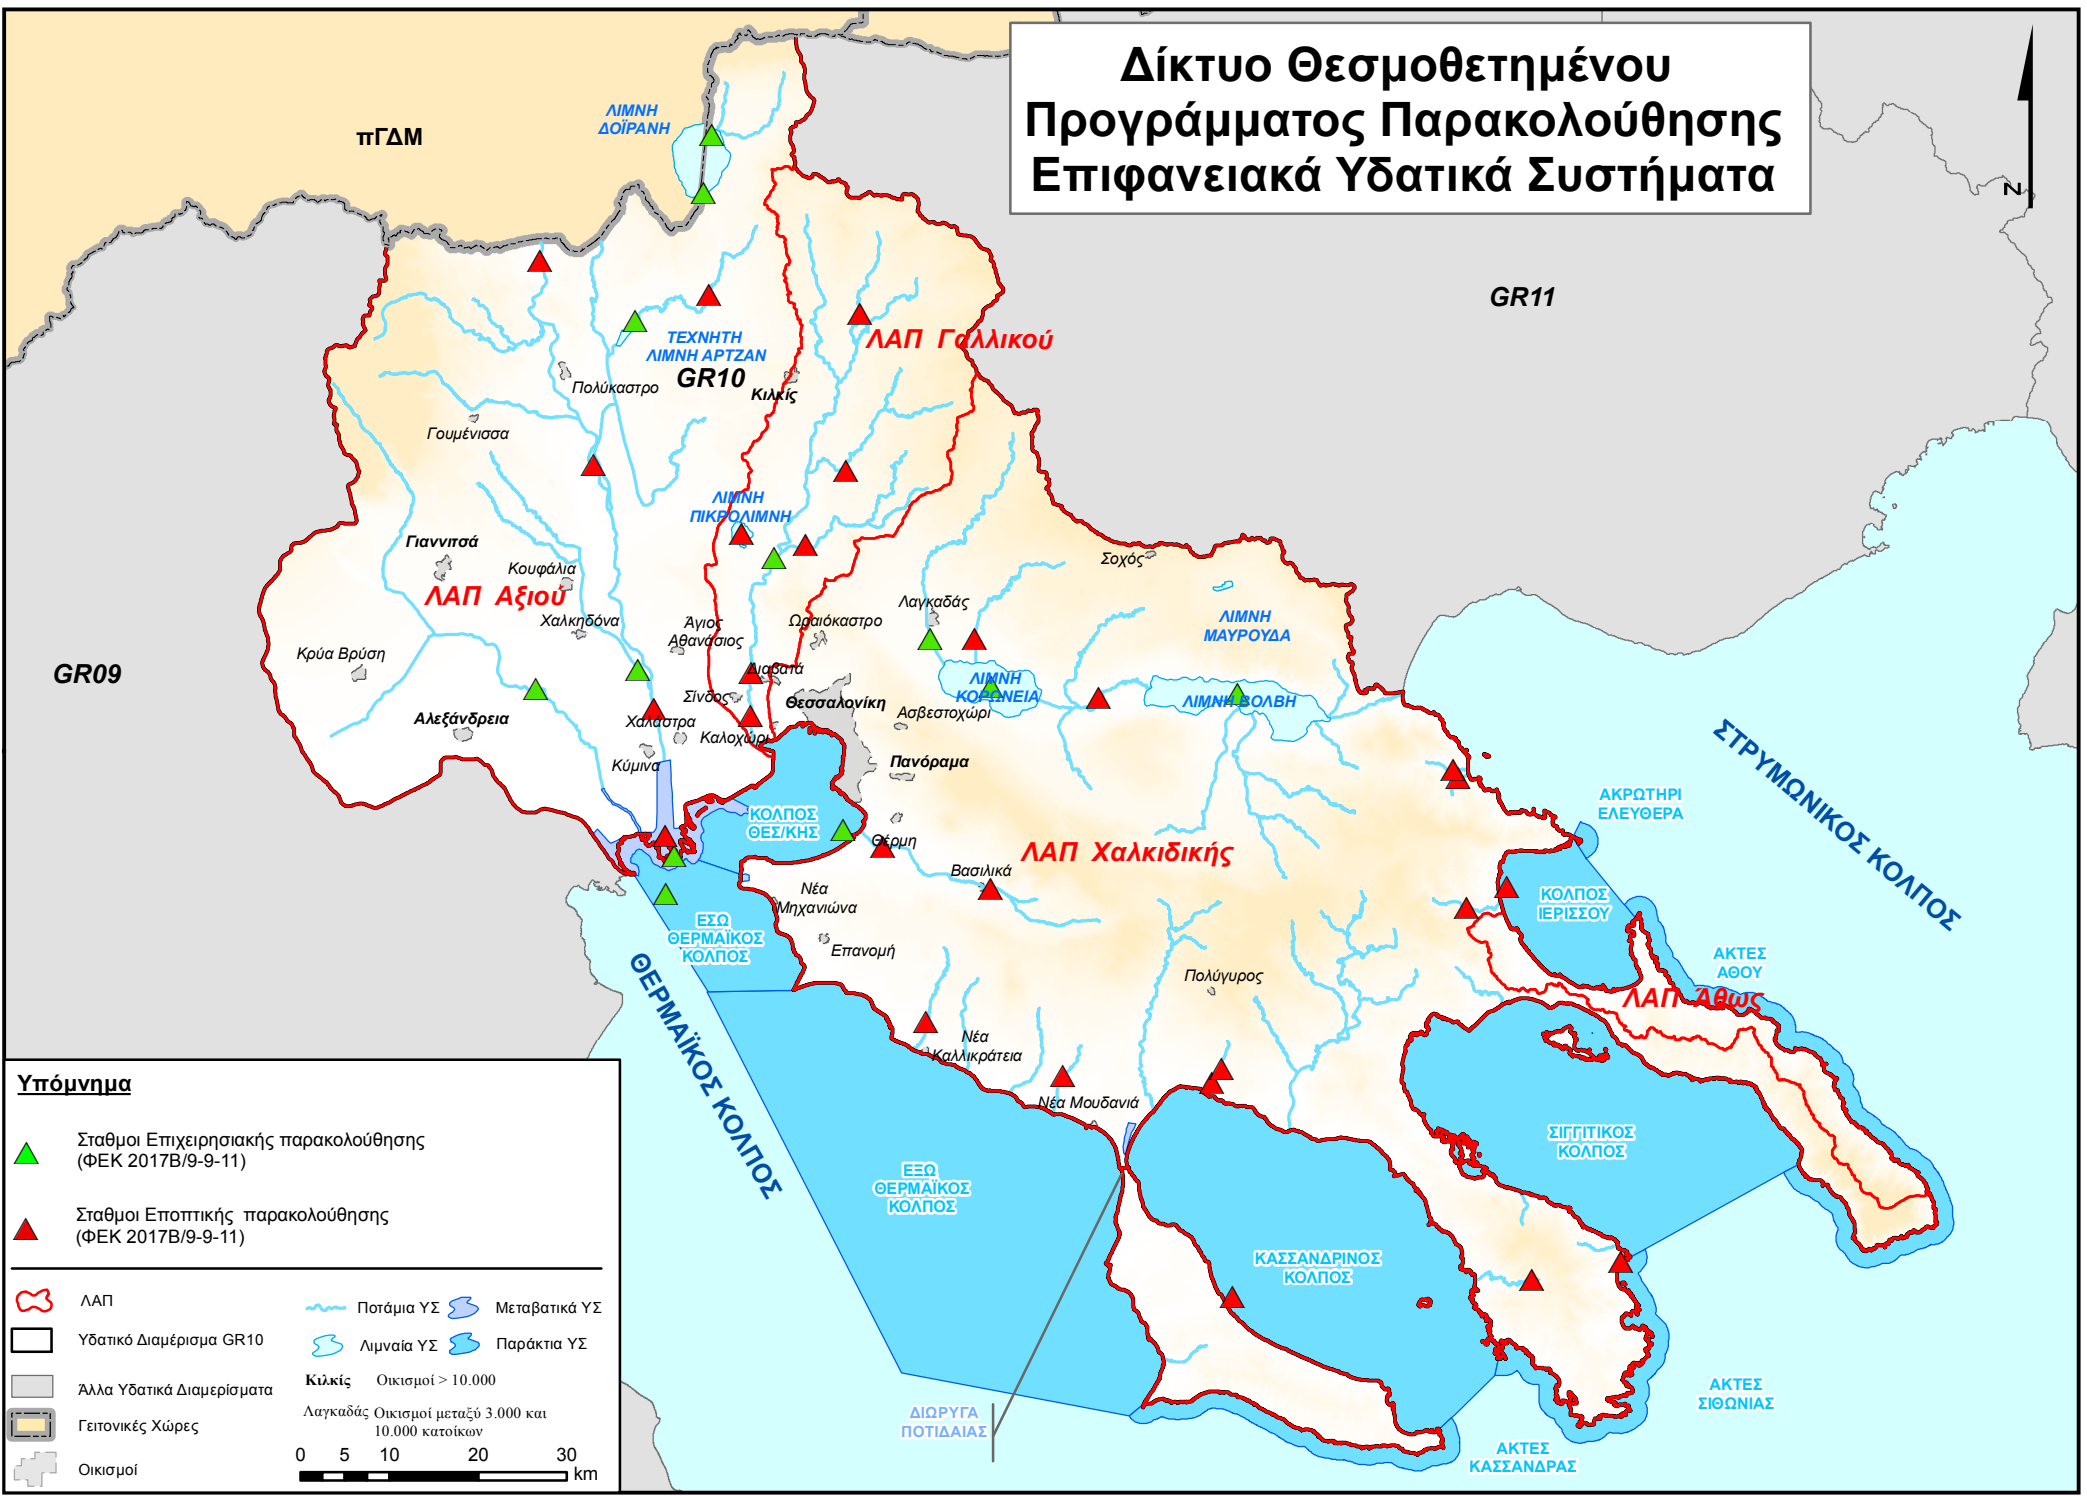 Δίκτυο Θεσμοθετημένου
Προγράμματος Παρακολούθησης
Επιφανειακά Υδατικά Συστήματα
N
πΓΔΜ
ΛΙΜΝΗ
ΔΟΪΡΑΝΗ
GR11
ΤΕΧΝΗΤΗ
ΛΙΜΝΗ ΑΡΤΖΑΝ
GR10
ΛΑΠ Γαλλικού
Πολύκαστρο
Κιλκίς
Γουμένισσα
ΛΙΜΝΗ
ΠΙΚΡΟΛΙΜΝΗ
Γιαννιτσά
Κουφάλια
ΛΑΠ Αξιού
Χαλκηδόνα
Άγιος
Αθανάσιος
Ωραιόκαστρο
Λαγκαδάς
Σοχός
ΛΙΜΝΗ
ΜΑΥΡΟΥΔΑ
Κρύα Βρύση
GR09
Διαβατά
Σίνδος
Θεσσαλονίκη
ΛΙΜΝΗ
ΚΟΡΩΝΕΙΑ
ΛΙΜΝΗ ΒΟΛΒΗ
Ασβεστοχώρι
Αλεξάνδρεια
Χαλάστρα
Καλοχώρι
Κύμινα
Πανόραμα
ΣΤΡΥΜΩΝΙΚΟΣ ΚΟΛΠΟΣ
ΑΚΡΩΤΗΡΙ
ΕΛΕΥΘΕΡΑ
ΚΟΛΠΟΣ
ΘΕΣ/ΚΗΣ
Θέρμη
ΛΑΠ Χαλκιδικής
Βασιλικά
Νέα
Μηχανιώνα
ΚΟΛΠΟΣ
ΙΕΡΙΣΣΟΥ
ΕΣΩ
ΘΕΡΜΑΪΚΟΣ
ΚΟΛΠΟΣ
Επανομή
ΑΚΤΕΣ
ΑΘΟΥ
Πολύγυρος
ΛΑΠ Άθως
ΘΕΡΜΑΪΚΟΣ ΚΟΛΠΟΣ
Νέα
Καλλικράτεια
Νέα Μουδανιά
ΣΙΓΓΙΤΙΚΟΣ
ΚΟΛΠΟΣ
ΕΞΩ
ΘΕΡΜΑΪΚΟΣ
ΚΟΛΠΟΣ
ΚΑΣΣΑΝΔΡΙΝΟΣ
ΚΟΛΠΟΣ
ΑΚΤΕΣ
ΣΙΘΩΝΙΑΣ
ΔΙΩΡΥΓΑ
ΠΟΤΙΔΑΙΑΣ
ΑΚΤΕΣ
ΚΑΣΣΑΝΔΡΑΣ
Υπόμνημα
Σταθμοι Επιχειρησιακής παρακολούθησης
(ΦΕΚ 2017Β/9-9-11)
Σταθμοι Εποπτικής παρακολούθησης
(ΦΕΚ 2017Β/9-9-11)
ΛΑΠ
Υδατικό Διαμέρισμα GR10
Άλλα Υδατικά Διαμερίσματα
Γειτονικές Χώρες
Οικισμοί
Ποτάμια ΥΣ
Μεταβατικά ΥΣ
Λιμναία ΥΣ
Παράκτια ΥΣ
Κιλκίς Οικισμοί > 10.000
Λαγκαδάς Οικισμοί μεταξύ 3.000 και
10.000 κατοίκων
0 5 10 20 30
km